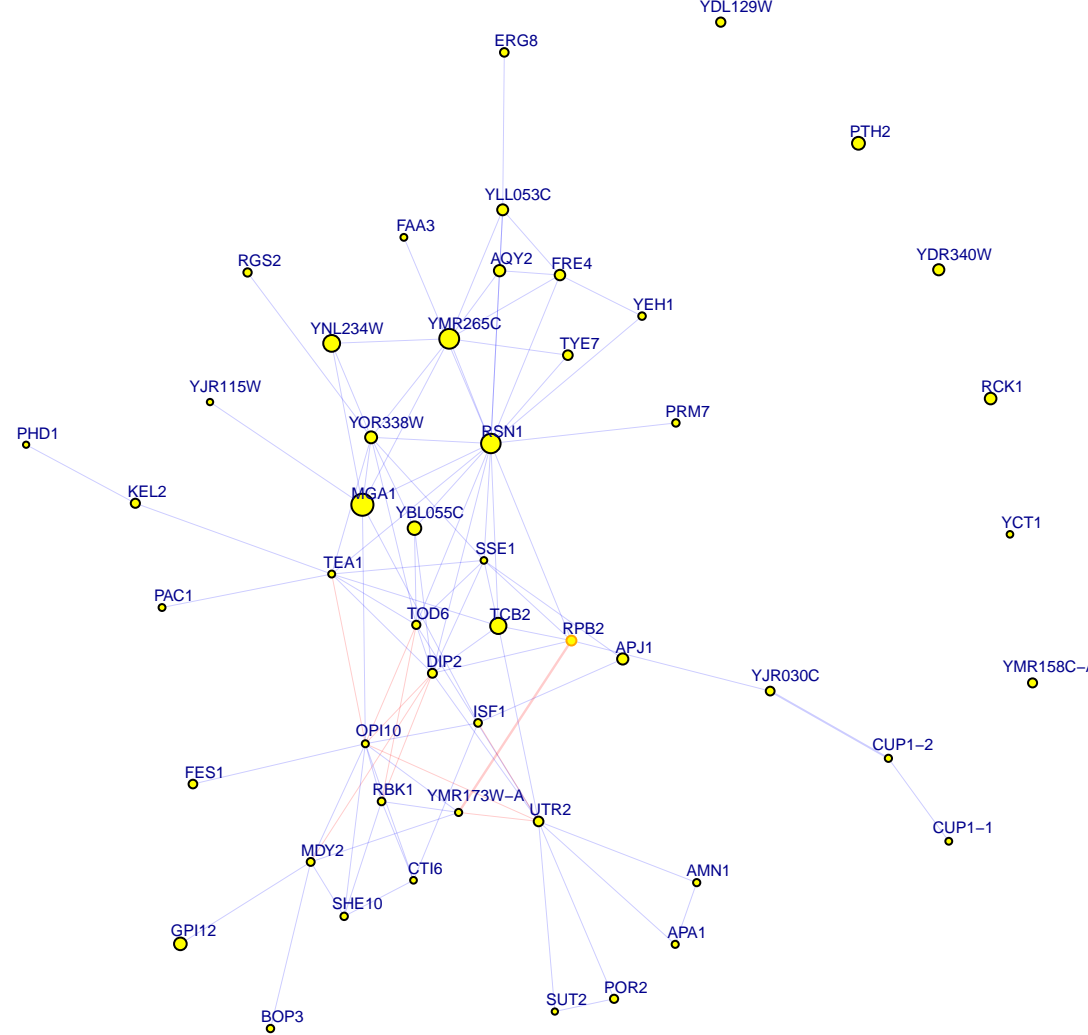 YDL129W
ERG8
PTH2
YLL053C
FAA3
YDR340W
RGS2
AQY2
FRE4
YEH1
YMR265C
YNL234W
TYE7
YJR115W
RCK1
PRM7
YOR338W
RSN1
PHD1
KEL2
MGA1
YBL055C
YCT1
SSE1
TEA1
PAC1
TOD6
TCB2
RPB2
APJ1
DIP2
YMR158C-A
YJR030C
ISF1
OPI10
CUP1-2
FES1
RBK1
YMR173W-A
UTR2
CUP1-1
MDY2
CTI6
AMN1
SHE10
GPI12
APA1
POR2
SUT2
BOP3